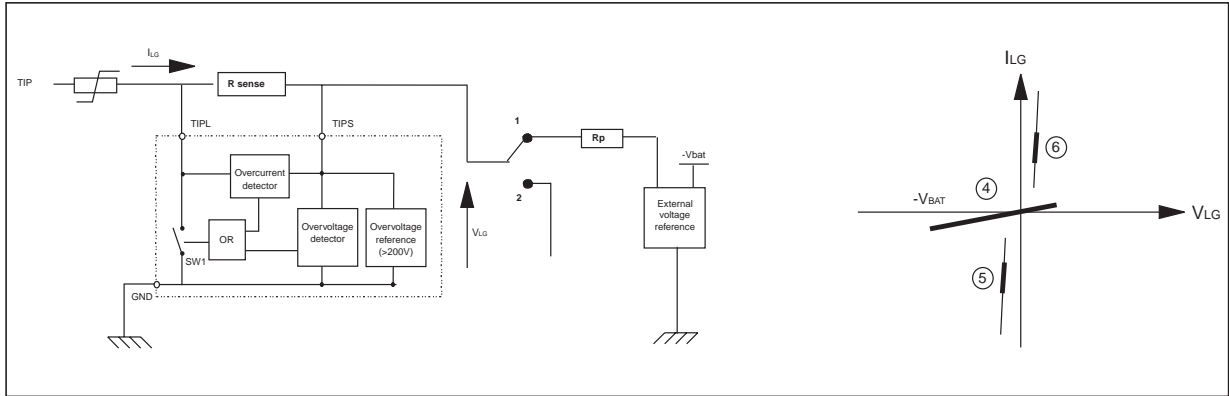 ILG
TIP
R sense
TIPL
TIPS
1
Rp
-Vbat
Overcurrent
detector
2
OR
Overvoltage
detector
Overvoltage
reference
(>200V)
VLG
External
voltage
reference
SW1
GND
ILG
6
4
-VBAT
VLG
5